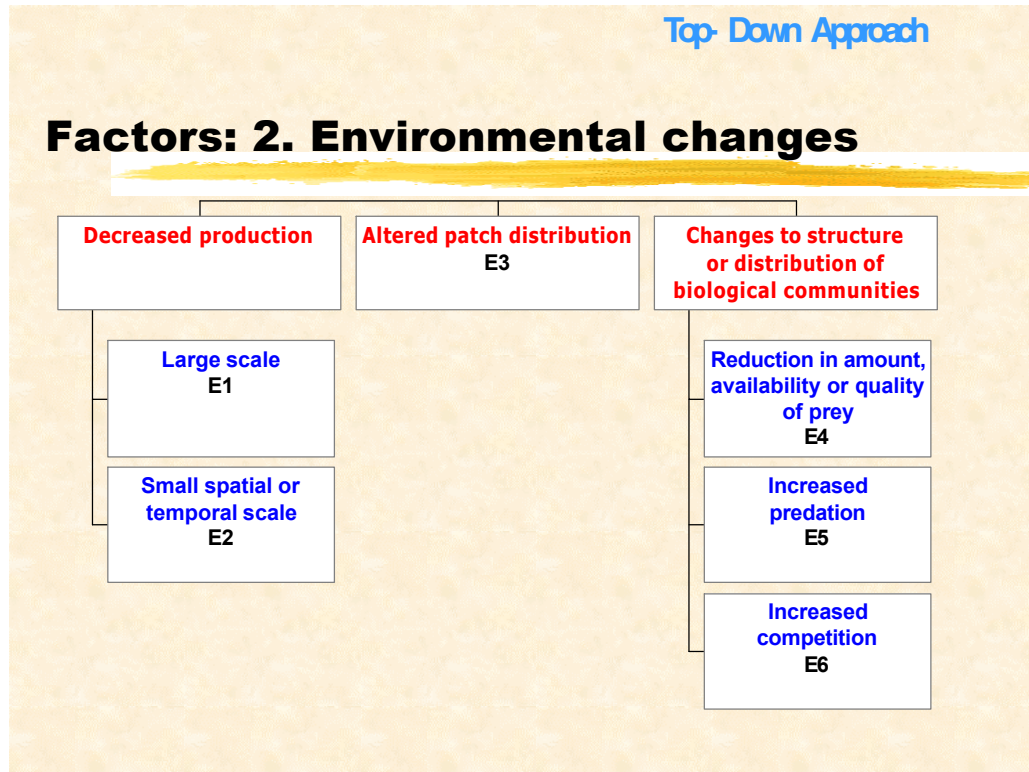 Top- Down Approach
Factors: 2. Environmental changes
Decreased production
Altered patch distribution
E3
Changes to structure
or distribution of
biological communities
Large scale
E1
Small spatial or
temporal scale
E2
Reduction in amount,
availability or quality
of prey
E4
Increased
predation
E5
Increased
competition
E6